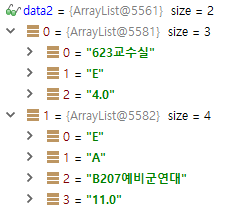 data2 = {ArrayList@5561} size = 2
0 = {ArrayList@5581} size = 3
0 = "623교수실"
1 = "E"
2 = "4.0"
1 = {ArrayList@5582} size = 4
0 = "E"
1 = "A"
2 = "B207예비군연대"
3 = "11.0"